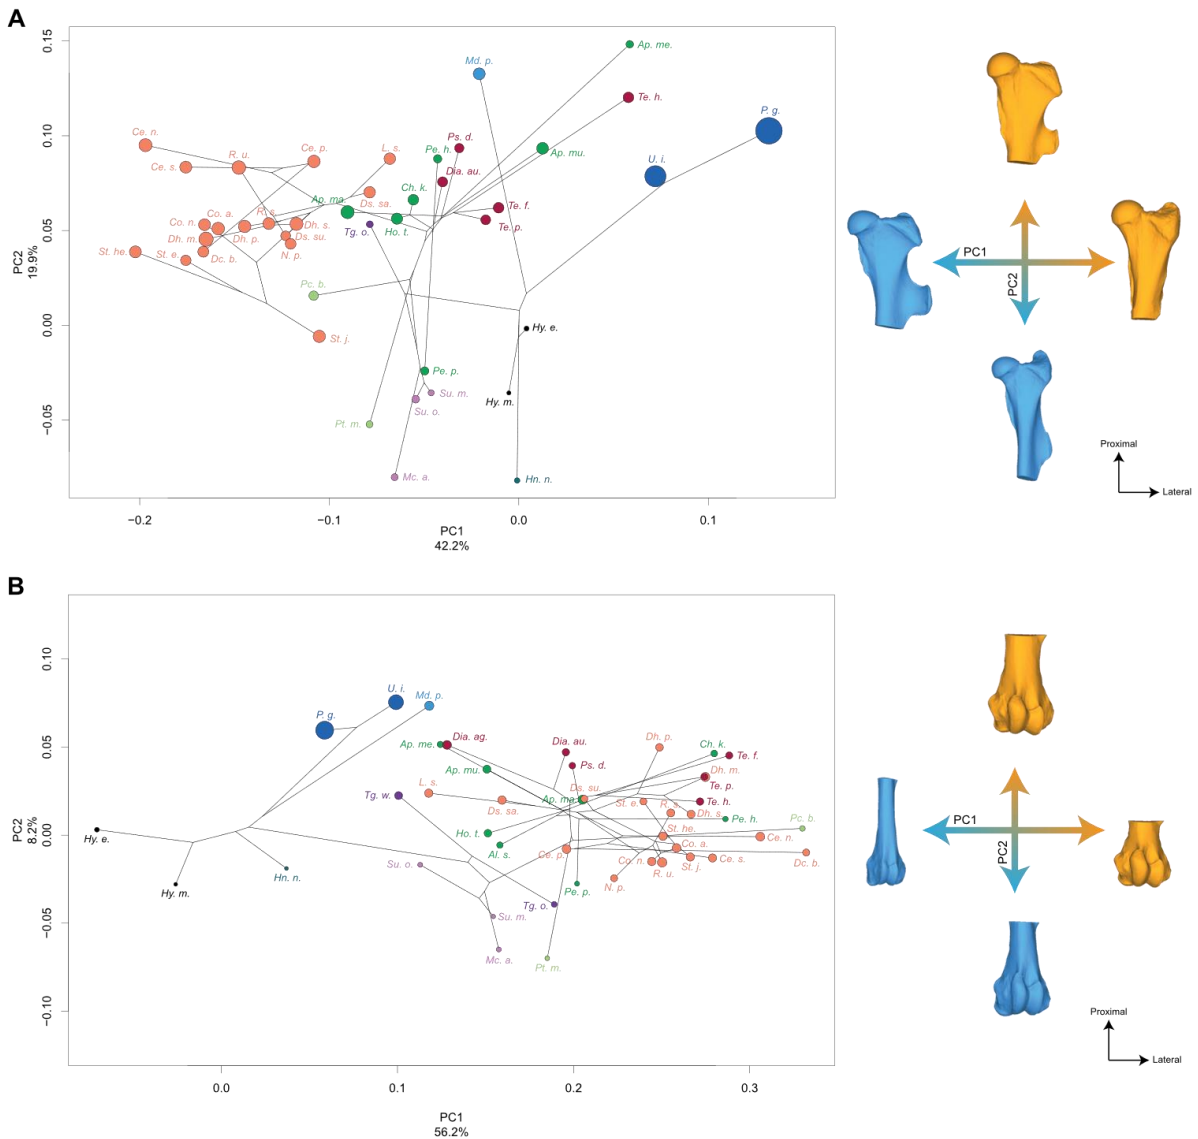 A
0.15
0.10
0.05
0.00
−0.05
PC2
19.9%
Ap. me.
Md. p.
Te. h.
P. g.
Ce. n.
Ps. d.
Ce. p.
L. s.
Pe. h.
Ap. mu.
R. u.
Ce. s.
Dia. au.
U. i.
Ch. k.
Ap. ma.
Ds. sa.
Te. f.
Co. a.
R. s.
Co. n.
Dh. s.
Te. p.
Ho. t.
Tg. o.
Dh. m.
Dh. p.
Ds. su.
St. he.
St. e.
Dc. b.
N. p.
Pc. b.
Hy. e.
St. j.
Pe. p.
Su. m.
Hy. m.
Su. o.
Pt. m.
Mc. a.
Hn. n.
−0.2
−0.1
0.0
0.1
PC1
42.2%
PC1
PC2
Proximal
Lateral
B
0.10
0.05
0.00
−0.05
−0.10
PC2
8.2%
U. i.
Md. p.
P. g.
Dia. ag.
Ap. me.
Dia. au.
Dh. p.
Ch. k.
Te. f.
Ps. d.
Ap. mu.
Dh. m.
L. s.
Tg. w.
Ds. su.
Te. p.
Ap. ma.
St. e.
R. s.
Te. h.
Ds. sa.
Dh. s.
Pe. h.
Hy. e.
Ho. t.
St. he.
Pc. b.
Al. s.
Ce. p.
Co. a.
Ce. n.
Su. o.
Co. n.
St. j.
Ce. s.
Dc. b.
Hn. n.
R. u.
N. p.
Hy. m.
Pe. p.
Tg. o.
Su. m.
Mc. a.
Pt. m.
0.0
0.1
0.2
0.3
PC1
56.2%
PC1
PC2
Proximal
Lateral